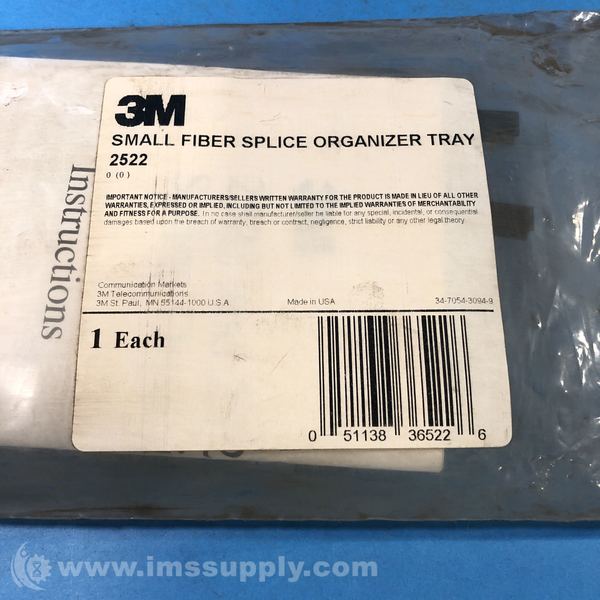 3M
SMALL FIBER SPLICE ORGANIZER TRAY
2522
0 (0)
IMPORTANT NOTICE - MANUFACTURERS/SELLERS WRITTEN WARRANTY FOR THE PRODUCT IS MADE IN LIEU OF ALL OTHER
WARRANTIES, EXPRESSED OR IMPLIED, INCLUDING BUT NOT LIMITED TO THE IMPLIED WARRANTIES OF MERCHANTABILITY
AND FITNESS FOR A PURPOSE. In no case shall manufacturer/seller be liable for any special, incidental, or consequential
damages based upon the breach of warranty, breach or contract, negligence, strict liability or any other legal theory.
Communication Markets
3M Telecommunications
3M St. Paul, MN 55144-1000 U.S.A
Made in USA
34-7054-3094-9
1 Each
0 51138 36522 6
Instructions
www.imssupply.com